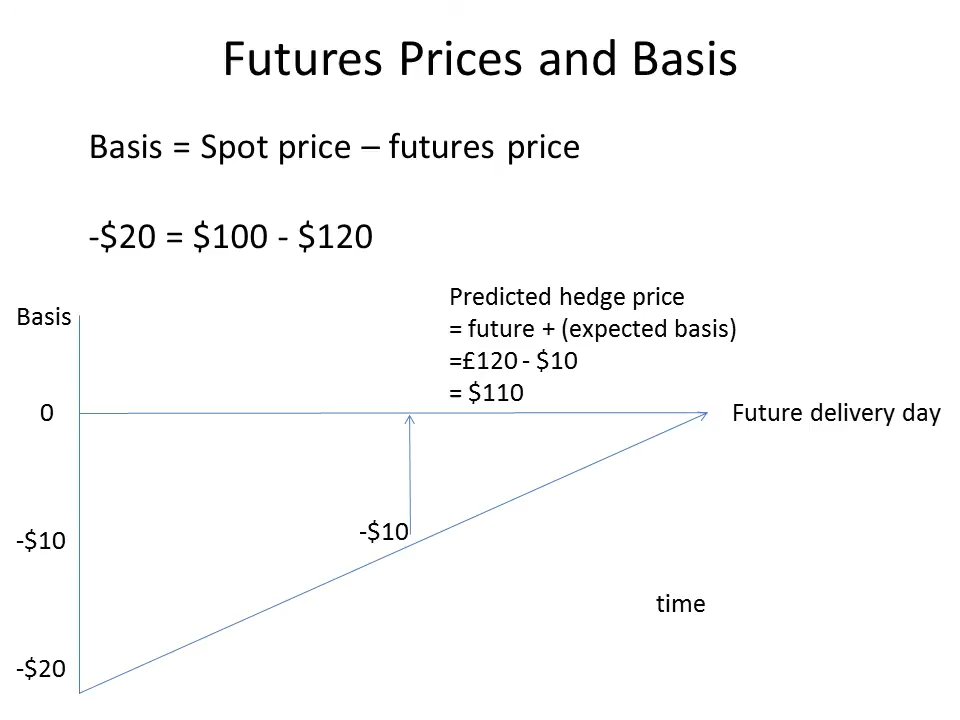 Futures Prices and Basis
Basis = Spot price – futures price
-$20 = $100 - $120
Predicted hedge price
= future + (expected basis)
=£120 - $10
= $110
Basis
0
Future delivery day
-$10
-$10
time
-$20